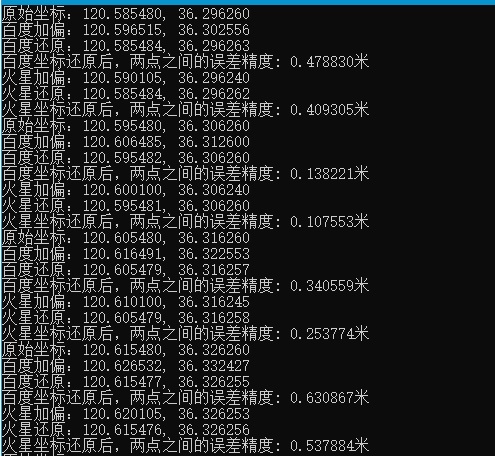 原始坐标：120.585480, 36.296260
百度加偏：120.596515, 36.302556
百度还原：120.585484, 36.296263
百度坐标还原后，两点之间的误差精度: 0.478830米
火星加偏：120.590105, 36.296240
火星还原：120.585484, 36.296262
火星坐标还原后，两点之间的误差精度: 0.409305米
原始坐标：120.595480, 36.306260
百度加偏：120.606485, 36.312600
百度还原：120.595482, 36.306260
百度坐标还原后，两点之间的误差精度: 0.138221米
火星加偏：120.600100, 36.306240
火星还原：120.595481, 36.306260
火星坐标还原后，两点之间的误差精度: 0.107553米
原始坐标：120.605480, 36.316260
百度加偏：120.616491, 36.322553
百度还原：120.605479, 36.316257
百度坐标还原后，两点之间的误差精度: 0.340559米
火星加偏：120.610100, 36.316245
火星还原：120.605479, 36.316258
火星坐标还原后，两点之间的误差精度: 0.253774米
原始坐标：120.615480, 36.326260
百度加偏：120.626532, 36.332427
百度还原：120.615477, 36.326255
百度坐标还原后，两点之间的误差精度: 0.630867米
火星加偏：120.620105, 36.326253
火星还原：120.615476, 36.326256
火星坐标还原后，两点之间的误差精度: 0.537884米